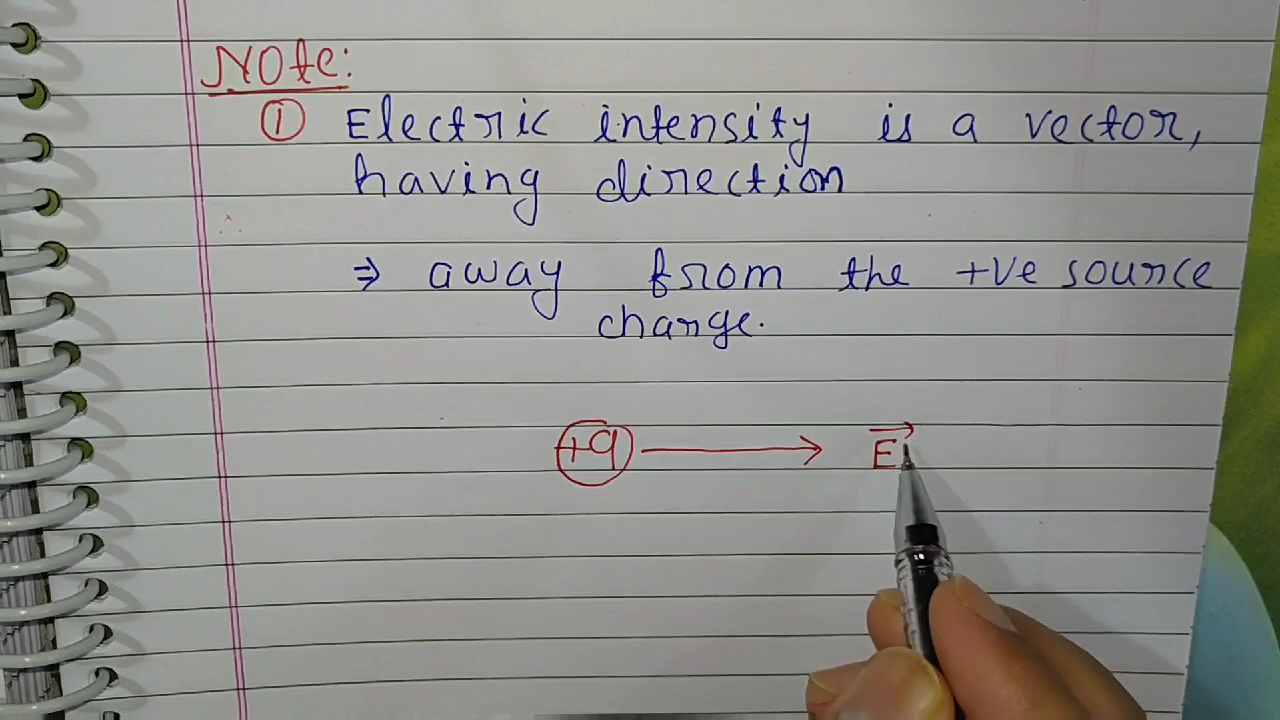 Note:
① Electric intensity is a vector,
having direction
⇒ away from the +ve source
charge.
+q → E⃗